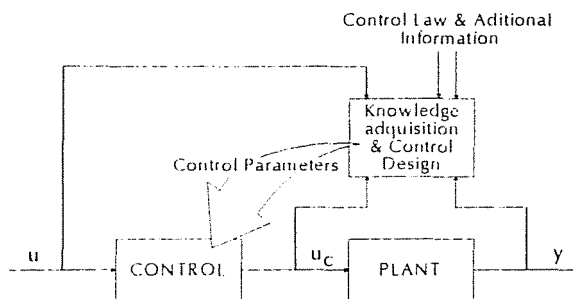 Control Law & Aditional
Information
Knowledge
adquisition
& Control
Design
Control Parameters
u
CONTROL
u_c
PLANT
y